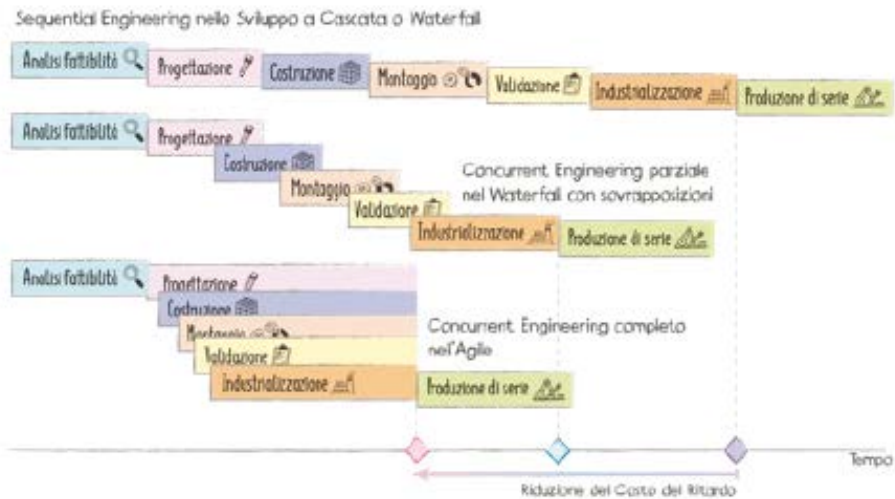 Sequential Engineering nello Sviluppo a Cascata o Waterfall
Analisi fattibilità
Progettazione
Costruzione
Montaggio
Validazione
Industrializzazione
Produzione di serie
Analisi fattibilità
Progettazione
Costruzione
Montaggio
Validazione
Industrializzazione
Produzione di serie
Concurrent Engineering parziale
nel Waterfall con sovrapposizioni
Analisi fattibilità
Progettazione
Costruzione
Montaggio
Validazione
Industrializzazione
Produzione di serie
Concurrent Engineering completo
nell'Agile
Tempo
Riduzione del Costo del Ritardo